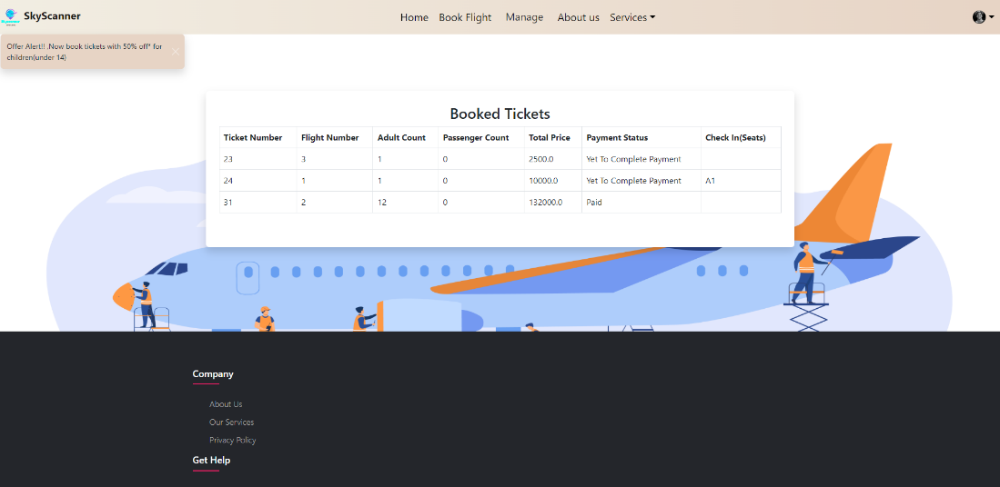 SkyScanner
Home Book Flight Manage About us Services
Offer Alert!! .Now book tickets with 50% off* for
children(under 14)
Booked Tickets
Ticket Number Flight Number Adult Count Passenger Count Total Price Payment Status Check In(Seats)
23 3 1 0 2500.0 Yet To Complete Payment
24 1 1 0 10000.0 Yet To Complete Payment A1
31 2 12 0 132000.0 Paid
Company
About Us
Our Services
Privacy Policy
Get Help